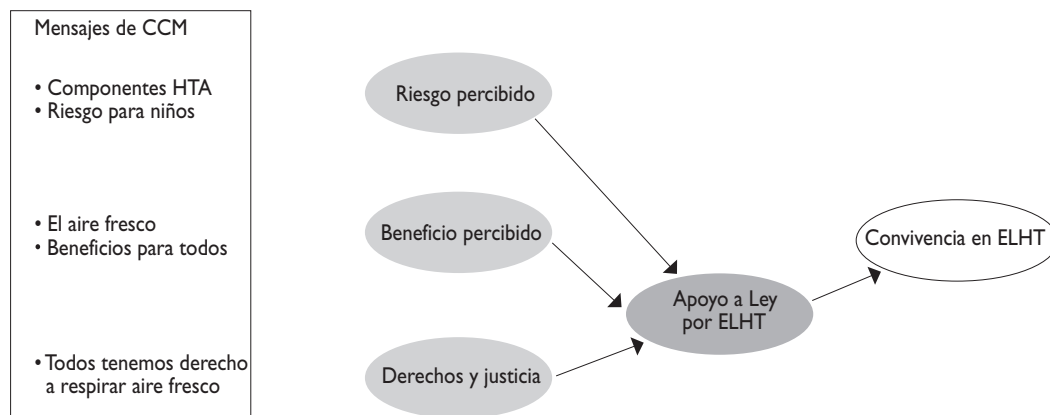 Mensajes de CCM
• Componentes HTA
• Riesgo para niños
• El aire fresco
• Beneficios para todos
• Todos tenemos derecho
a respirar aire fresco
Riesgo percibido
Beneficio percibido
Derechos y justicia
Apoyo a Ley
por ELHT
Convivencia en ELHT